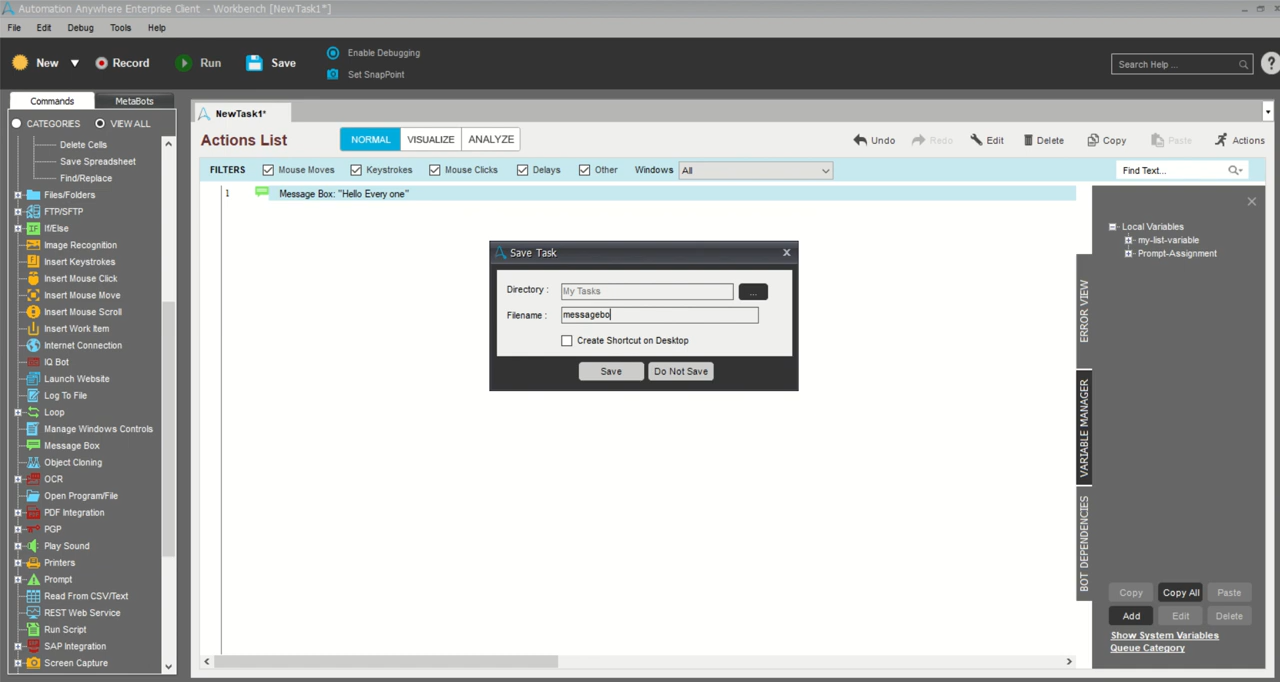 Automation Anywhere Enterprise Client - Workbench [NewTask1*]
File Edit Debug Tools Help
New Record Run Save
Enable Debugging
Set SnapPoint
Search Help ... ?
Commands MetaBots
CATEGORIES VIEW ALL
Delete Cells
Save Spreadsheet
Find/Replace
Files/Folders
FTP/SFTP
IF If/Else
Image Recognition
Insert Keystrokes
Insert Mouse Click
Insert Mouse Move
Insert Mouse Scroll
Insert Work Item
Internet Connection
IQ Bot
Launch Website
Log To File
Loop
Manage Windows Controls
Message Box
Object Cloning
OCR
Open Program/File
PDF Integration
PGP
Play Sound
Printers
Prompt
Read From CSV/Text
REST Web Service
Run Script
SAP Integration
Screen Capture
NewTask1*
Actions List NORMAL VISUALIZE ANALYZE
Undo Redo Edit Delete Copy Paste Actions
FILTERS Mouse Moves Keystrokes Mouse Clicks Delays Other Windows All
Find Text...
1 Message Box: "Hello Every one"
Save Task X
Directory : My Tasks ...
Filename : messagebo
Create Shortcut on Desktop
Save Do Not Save
ERROR VIEW
VARIABLE MANAGER
BOT DEPENDENCIES
Local Variables
my-list-variable
Prompt-Assignment
Copy Copy All Paste
Add Edit Delete
Show System Variables
Queue Category